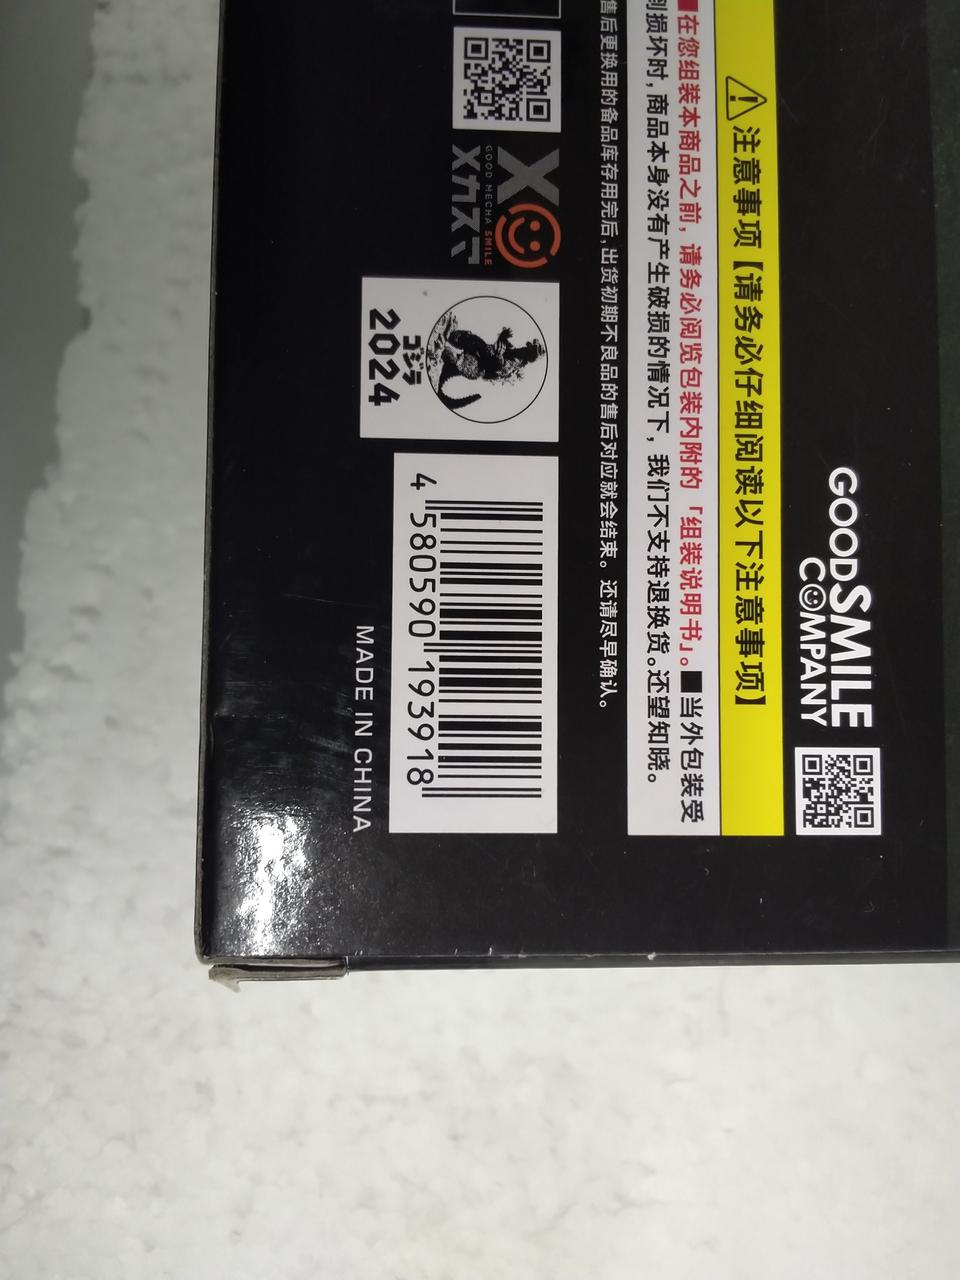 GOODSMILE
COMPANY
注意事项【请务必仔细阅读以下注意事项】
■在您组装本商品之前，请务必阅览包装内附的「组装说明书」。■当外包装受
到损坏时，商品本身没有产生破损的情况下，我们不支持退换货。还望知晓。
售后更换用的备品库存用完后，出货初期不良品的售后对应就会结束。还请尽早确认。
GOOD MECHA SMILE
メカスマ
ゴジラ
2024
4 580590 193918
MADE IN CHINA